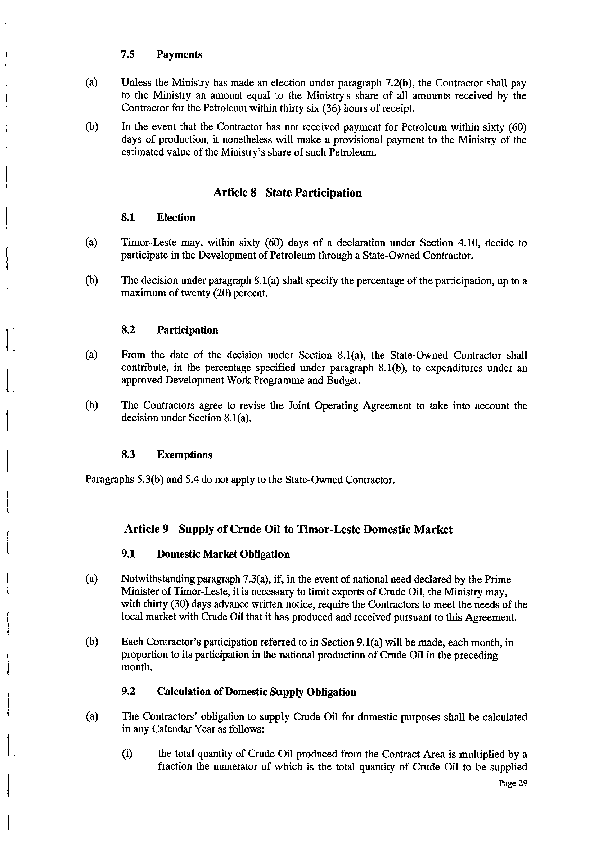 7.5 Payments
(a) Unless the Ministry has made an election under paragraph 7.2(b), the Contractor shall pay
to the Ministry an amount equal to the Ministry's share of all amounts received by the
Contractor for the Petroleum within thirty six (36) hours of receipt.
(b) In the event that the Contractor has not received payment for Petroleum within sixty (60)
days of production, it nonetheless will make a provisional payment to the Ministry of the
estimated value of the Ministry's share of such Petroleum.
Article 8 State Participation
8.1 Election
(a) Timor-Leste may, within sixty (60) days of a declaration under Section 4.10, decide to
participate in the Development of Petroleum through a State-Owned Contractor.
(b) The decision under paragraph 8.1(a) shall specify the percentage of the participation, up to a
maximum of twenty (20) percent.
8.2 Participation
(a) From the date of the decision under Section 8.1(a), the State-Owned Contractor shall
contribute, in the percentage specified under paragraph 8.1(b), to expenditures under an
approved Development Work Programme and Budget.
(b) The Contractors agree to revise the Joint Operating Agreement to take into account the
decision under Section 8.1(a).
8.3 Exemptions
Paragraphs 5.3(b) and 5.4 do not apply to the State-Owned Contractor.
Article 9 Supply of Crude Oil to Timor-Leste Domestic Market
9.1 Domestic Market Obligation
(a) Notwithstanding paragraph 7.3(a), if, in the event of national need declared by the Prime
Minister of Timor-Leste, it is necessary to limit exports of Crude Oil, the Ministry may,
with thirty (30) days advance written notice, require the Contractors to meet the needs of the
local market with Crude Oil that it has produced and received pursuant to this Agreement.
(b) Each Contractor's participation referred to in Section 9.1(a) will be made, each month, in
proportion to its participation in the national production of Crude Oil in the preceding
month.
9.2 Calculation of Domestic Supply Obligation
(a) The Contractors' obligation to supply Crude Oil for domestic purposes shall be calculated
in any Calendar Year as follows:
(i) the total quantity of Crude Oil produced from the Contract Area is multiplied by a
fraction the numerator of which is the total quantity of Crude Oil to be supplied
Page 29